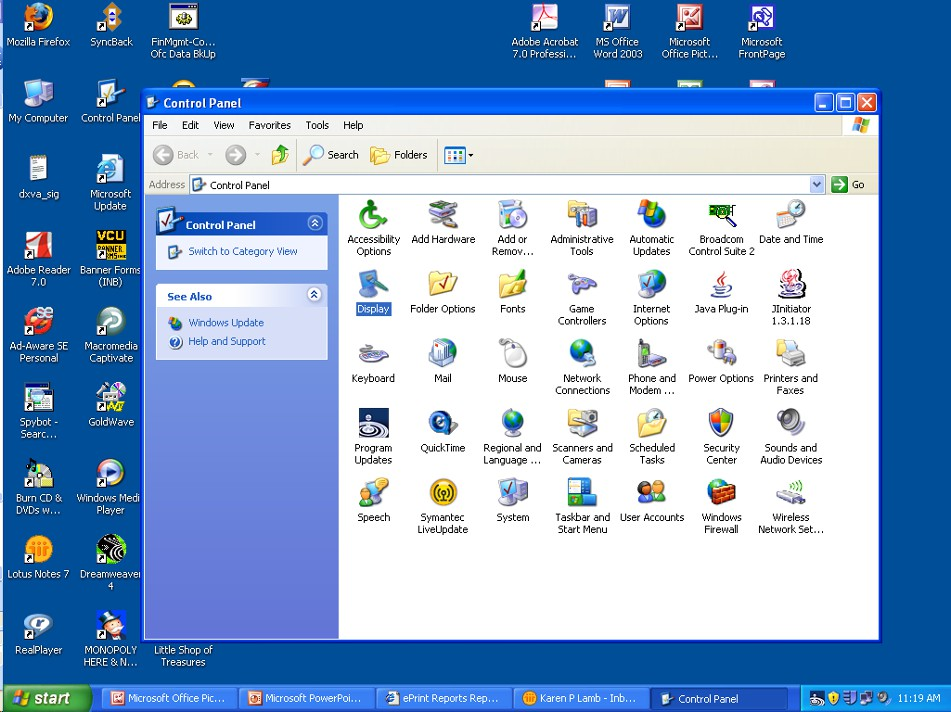 Mozilla Firefox
SyncBack
FinMgmt-Co...
Ofc Data BkUp
Adobe Acrobat
7.0 Professi...
MS Office
Word 2003
Microsoft
Office Pict...
Microsoft
FrontPage
My Computer
Control Panel
dxva_sig
Microsoft
Update
Adobe Reader
7.0
VCU
BANNER
Banner Forms
(INB)
Ad-Aware SE
Personal
Macromedia
Captivate
Spybot -
Searc...
GoldWave
Burn CD &
DVDs w...
Windows Medi
Player
Lotus Notes 7
Dreamweaver
4
RealPlayer
MONOPOLY
HERE & N...
Little Shop of
Treasures
Control Panel
File Edit View Favorites Tools Help
Back Search Folders
Address Control Panel Go
Control Panel
Switch to Category View
See Also
Windows Update
Help and Support
Accessibility
Options
Add Hardware
Add or
Remov...
Administrative
Tools
Automatic
Updates
Broadcom
Control Suite 2
Date and Time
Display
Folder Options
Fonts
Game
Controllers
Internet
Options
Java Plug-in
JInitiator
1.3.1.18
Keyboard
Mail
Mouse
Network
Connections
Phone and
Modem ...
Power Options
Printers and
Faxes
Program
Updates
QuickTime
Regional and
Language ...
Scanners and
Cameras
Scheduled
Tasks
Security
Center
Sounds and
Audio Devices
Speech
Symantec
LiveUpdate
System
Taskbar and
Start Menu
User Accounts
Windows
Firewall
Wireless
Network Set...
start
Microsoft Office Pic...
Microsoft PowerPoi...
ePrint Reports Rep...
Karen P Lamb - Inb...
Control Panel
11:19 AM